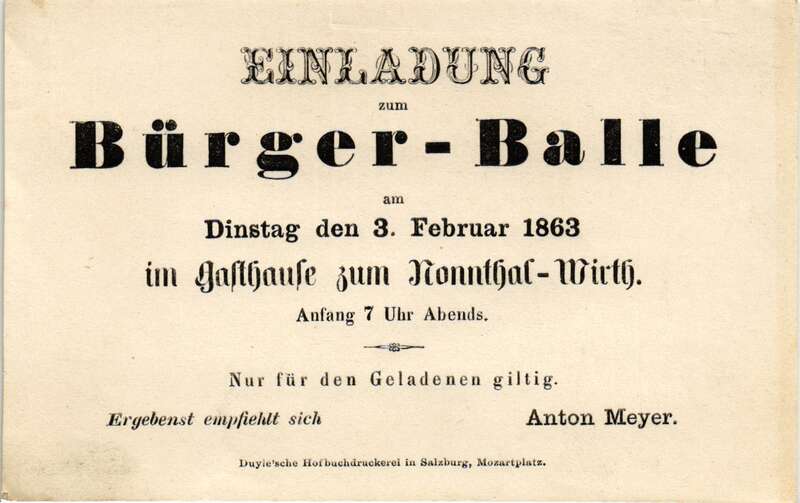 EINLADUNG
zum
Bürger-Balle
am
Dinstag den 3. Februar 1863
im Gasthause zum Nonnthal-Wirth.
Anfang 7 Uhr Abends.
Nur für den Geladenen giltig.
Ergebenst empfiehlt sich Anton Meyer.
Duyle'sche Hofbuchdruckerei in Salzburg, Mozartplatz.